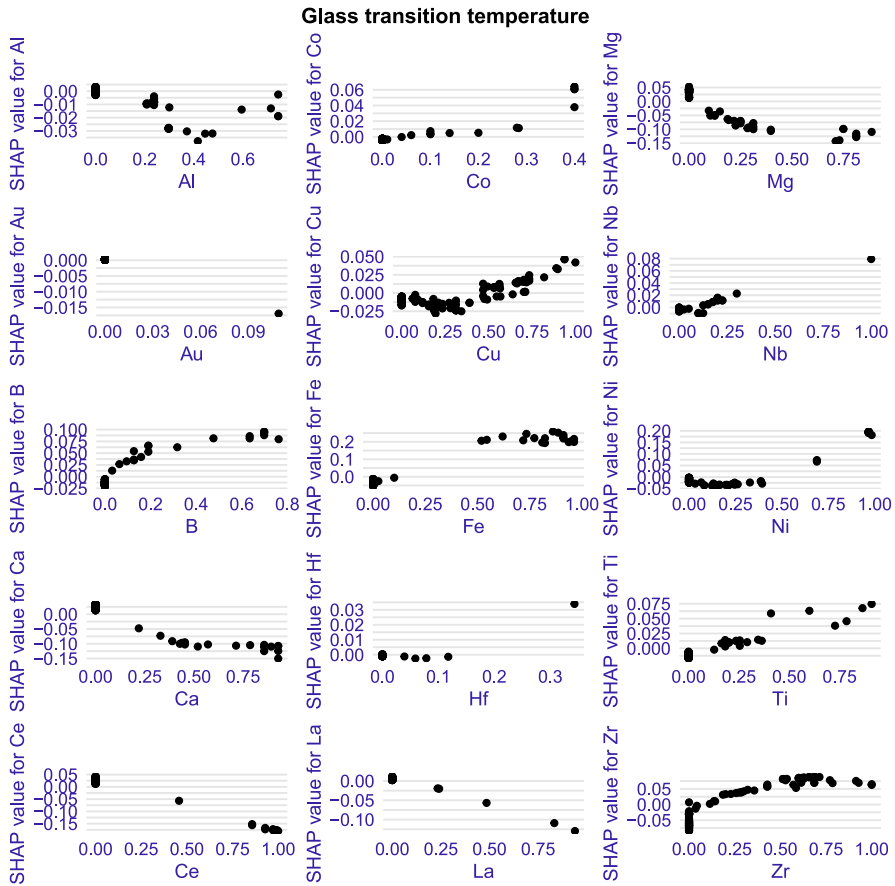 Glass transition temperature
SHAP value for Al
0.00
−0.01
−0.03
0.0 0.2 0.4 0.6
Al
SHAP value for Co
0.06
0.04
0.02
0.00
0.0 0.1 0.2 0.3 0.4
Co
SHAP value for Mg
0.05
0.00
−0.05
−0.10
−0.15
0.00 0.25 0.50 0.75
Mg
SHAP value for Au
0.000
−0.005
−0.010
−0.015
0.00 0.03 0.06 0.09
Au
SHAP value for Cu
0.050
0.025
0.000
−0.025
0.00 0.25 0.50 0.75 1.00
Cu
SHAP value for Nb
0.08
0.06
0.04
0.02
0.00
0.00 0.25 0.50 0.75 1.00
Nb
SHAP value for B
0.100
0.075
0.050
0.025
0.000
−0.025
0.0 0.2 0.4 0.6 0.8
B
SHAP value for Fe
0.2
0.1
0.0
0.00 0.25 0.50 0.75 1.00
Fe
SHAP value for Ni
0.20
0.15
0.10
0.05
0.00
−0.05
0.00 0.25 0.50 0.75 1.00
Ni
SHAP value for Ca
0.00
−0.05
−0.10
−0.15
0.00 0.25 0.50 0.75
Ca
SHAP value for Hf
0.03
0.02
0.01
0.00
0.0 0.1 0.2 0.3
Hf
SHAP value for Ti
0.075
0.050
0.025
0.000
−0.025
0.00 0.25 0.50 0.75
Ti
SHAP value for Ce
0.05
0.00
−0.05
−0.10
−0.15
0.00 0.25 0.50 0.75 1.00
Ce
SHAP value for La
0.00
−0.05
−0.10
0.00 0.25 0.50 0.75
La
SHAP value for Zr
0.05
0.00
−0.05
0.00 0.25 0.50 0.75 1.00
Zr